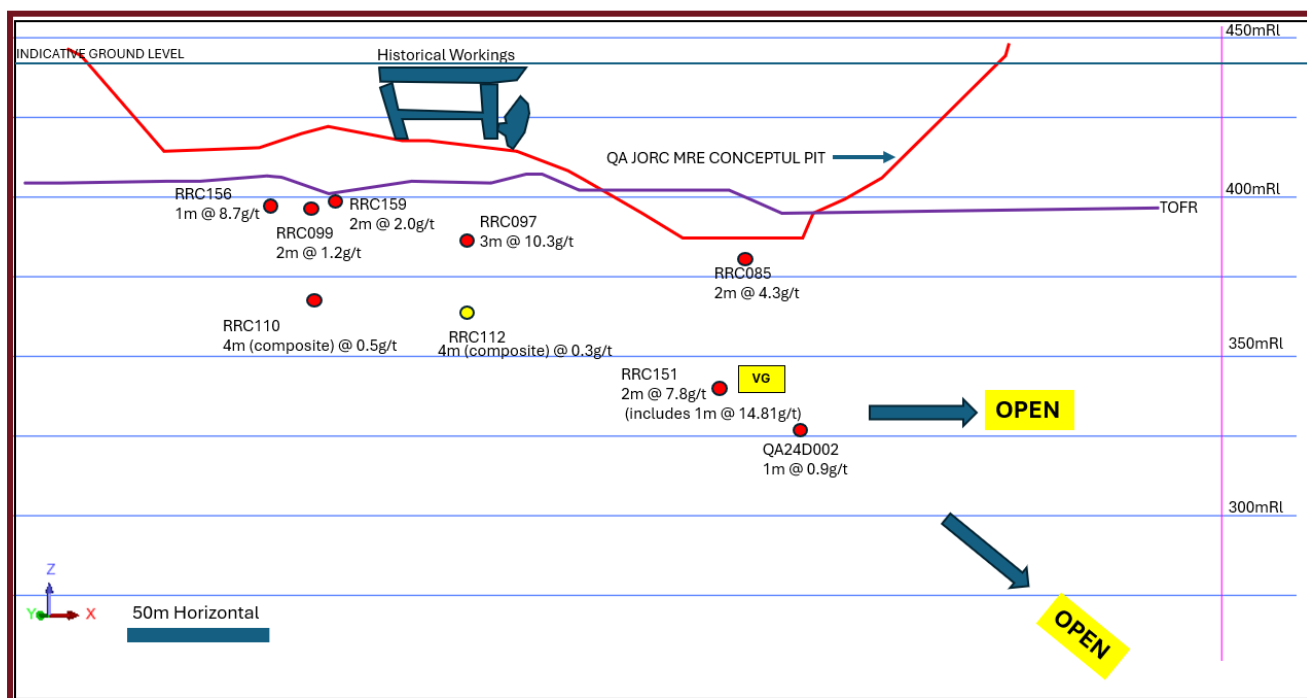 450mRl
INDICATIVE GROUND LEVEL
Historical Workings
QA JORC MRE CONCEPTUL PIT
400mRl
TOFR
RRC156
1m @ 8.7g/t
RRC159
2m @ 2.0g/t
RRC099
2m @ 1.2g/t
RRC097
3m @ 10.3g/t
RRC085
2m @ 4.3g/t
RRC110
4m (composite) @ 0.5g/t
RRC112
4m (composite) @ 0.3g/t
350mRl
RRC151
2m @ 7.8g/t
(includes 1m @ 14.81g/t)
VG
OPEN
QA24D002
1m @ 0.9g/t
300mRl
Z
Y
X
50m Horizontal
OPEN